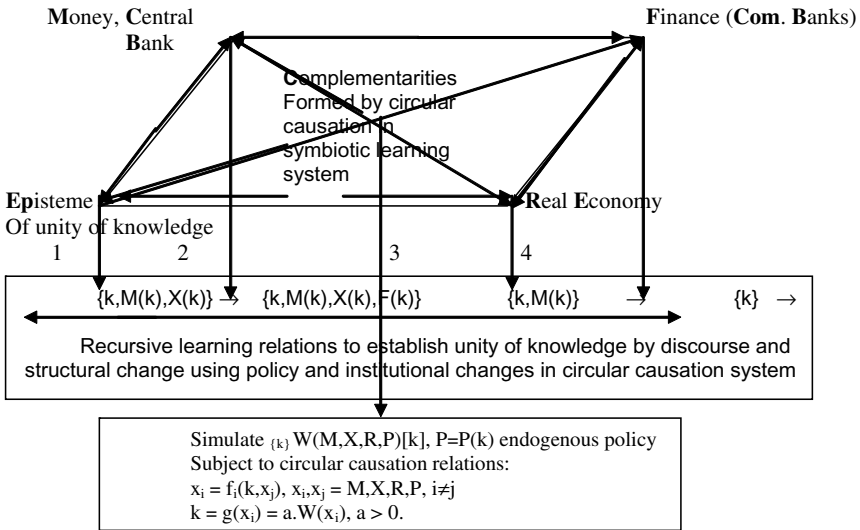 Money, Central
Bank
Finance (Com. Banks)
Complementarities
Formed by circular
causation in
symbiotic learning
system
Episteme
Of unity of knowledge
Real Economy
1 2 3 4
{k,M(k),X(k)} → {k,M(k),X(k),F(k)} {k,M(k)} → {k} →
Recursive learning relations to establish unity of knowledge by discourse and
structural change using policy and institutional changes in circular causation system
Simulate {k}W(M,X,R,P)[k], P=P(k) endogenous policy
Subject to circular causation relations:
xi = fi(k,xj), xi,xj = M,X,R,P, i≠j
k = g(xi) = a.W(xi), a > 0.